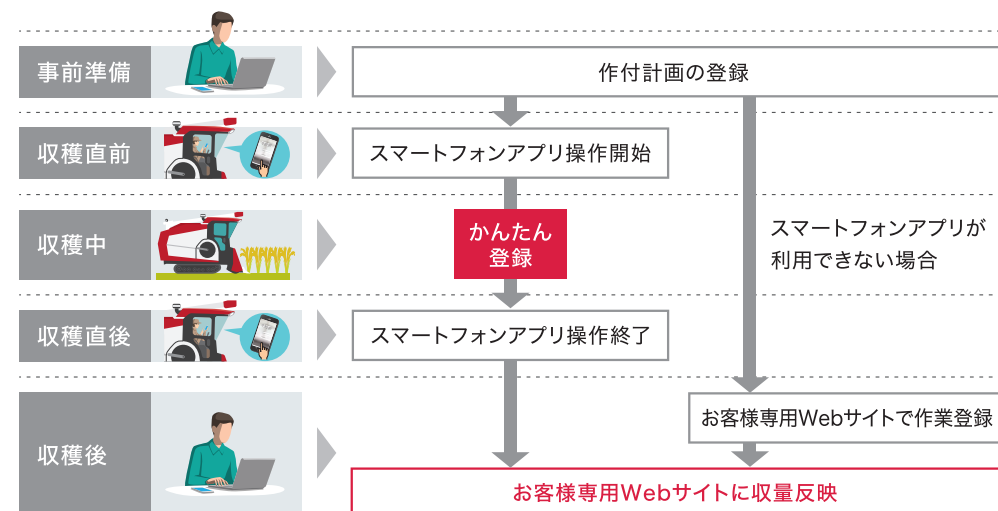 事前準備
作付計画の登録
収穫直前
スマートフォンアプリ操作開始
収穫中
かんたん
登録
スマートフォンアプリが
利用できない場合
収穫直後
スマートフォンアプリ操作終了
収穫後
お客様専用Webサイトで作業登録
お客様専用Webサイトに収量反映